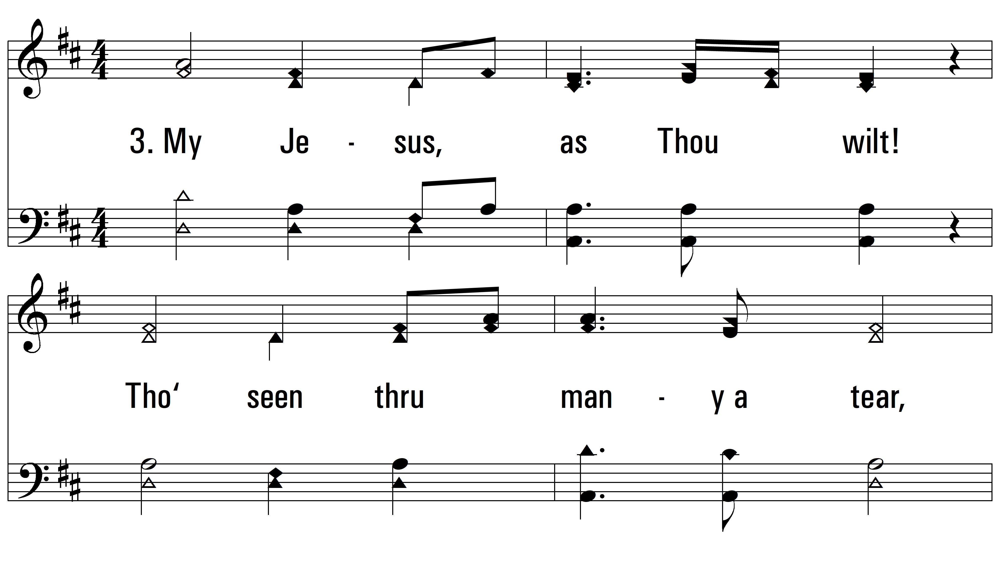 3. My Je - sus, as Thou wilt!
Tho‘ seen thru man - y a tear,